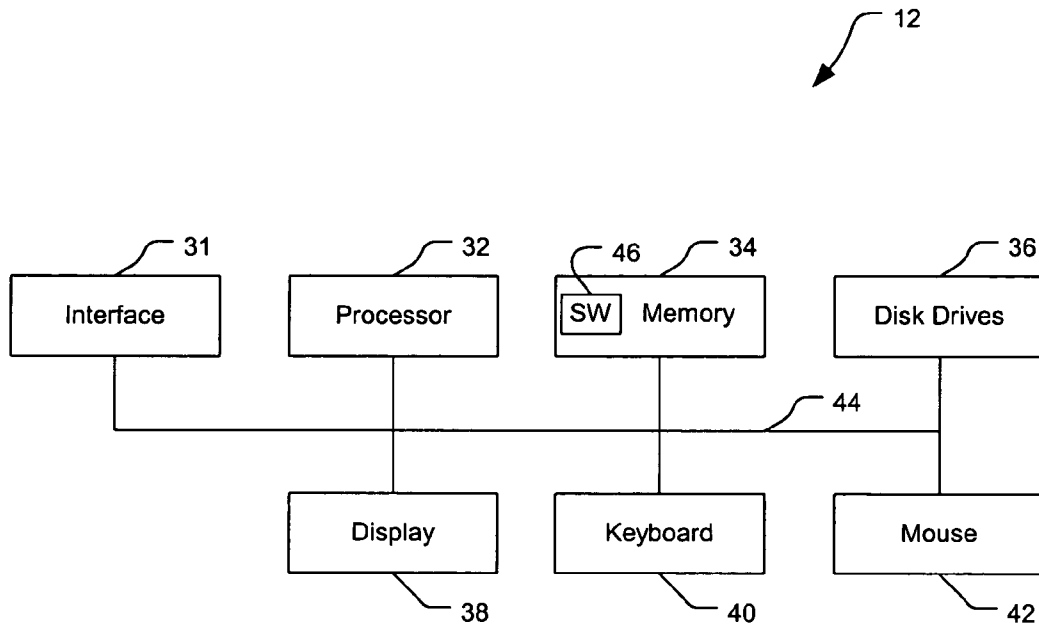 12
31
32
46
34
36
Interface
Processor
SW
Memory
Disk Drives
44
Display
Keyboard
Mouse
38
40
42